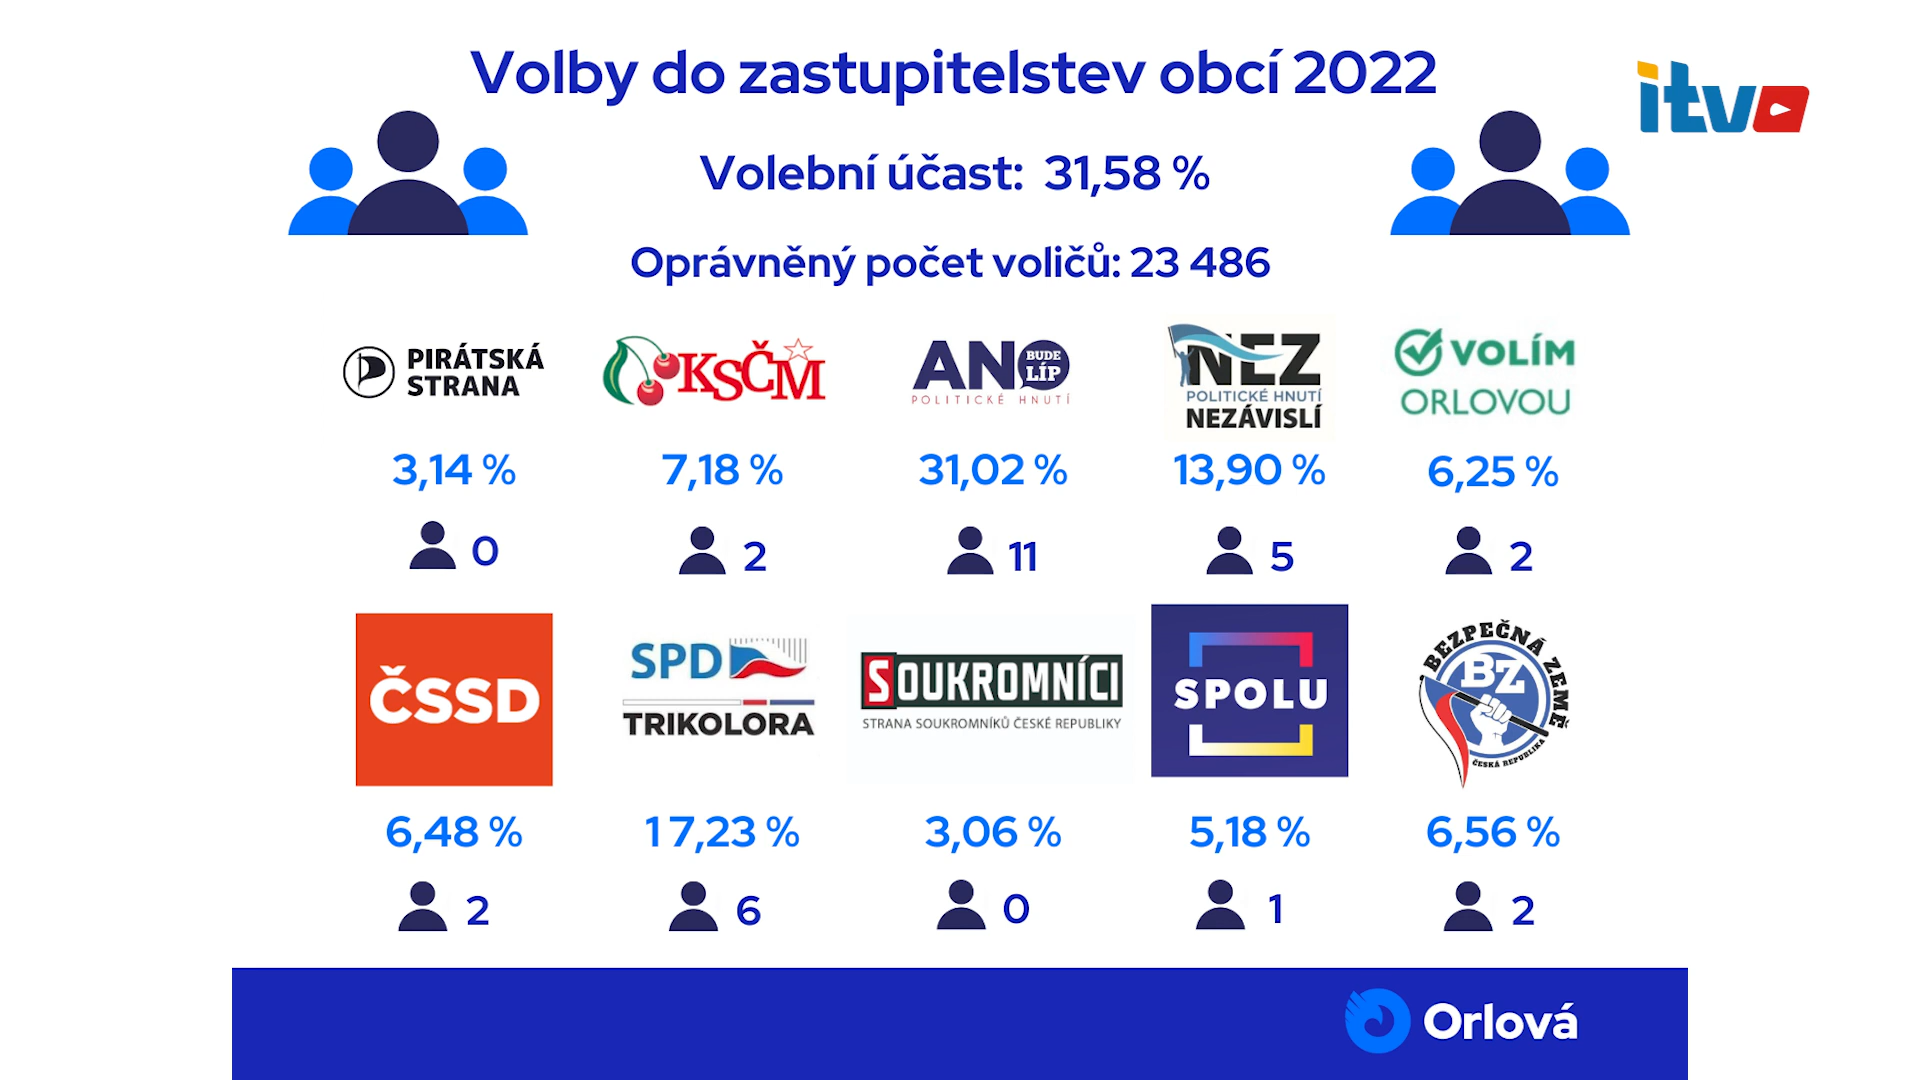 Volby do zastupitelstev obcí 2022
itvo
Volební účast: 31,58 %
Oprávněný počet voličů: 23 486
PIRÁTSKÁ
STRANA
KSČM
ANO
BUDE
LÍP
POLITICKÉ HNUTÍ
NEZ
POLITICKÉ HNUTÍ
NEZÁVISLÍ
VOLÍM
ORLOVOU
3,14 %
7,18 %
31,02 %
13,90 %
6,25 %
0
2
11
5
2
ČSSD
SPD
TRIKOLORA
SOUKROMNÍCI
STRANA SOUKROMNÍKŮ ČESKÉ REPUBLIKY
SPOLU
BEZPEČNÁ ZEMĚ
BZ
ČESKÁ REPUBLIKA
6,48 %
17,23 %
3,06 %
5,18 %
6,56 %
2
6
0
1
2
Orlová